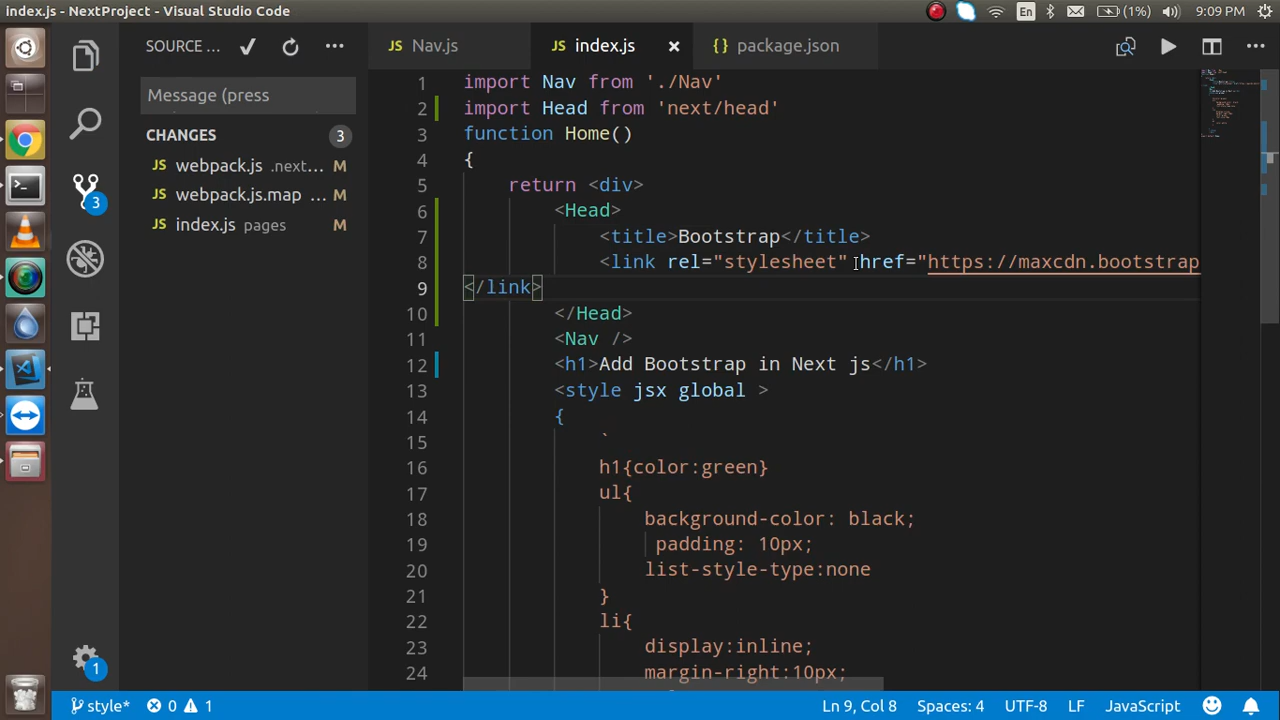 index.js - NextProject - Visual Studio Code
En
(1%)
9:09 PM
SOURCE ...
Nav.js
index.js
package.json
Message (press
CHANGES
3
JS webpack.js .next... M
JS webpack.js.map ... M
JS index.js pages M
3
1
1 import Nav from './Nav'
2 import Head from 'next/head'
3 function Home()
4 {
5 return <div>
6 <Head>
7 <title>Bootstrap</title>
8 <link rel="stylesheet" href="https://maxcdn.bootstrap
9 </link>
10 </Head>
11 <Nav />
12 <h1>Add Bootstrap in Next js</h1>
13 <style jsx global >
14 {
15 `
16 h1{color:green}
17 ul{
18 background-color: black;
19 padding: 10px;
20 list-style-type:none
21 }
22 li{
23 display:inline;
24 margin-right:10px;
style* 0 1 Ln 9, Col 8 Spaces: 4 UTF-8 LF JavaScript